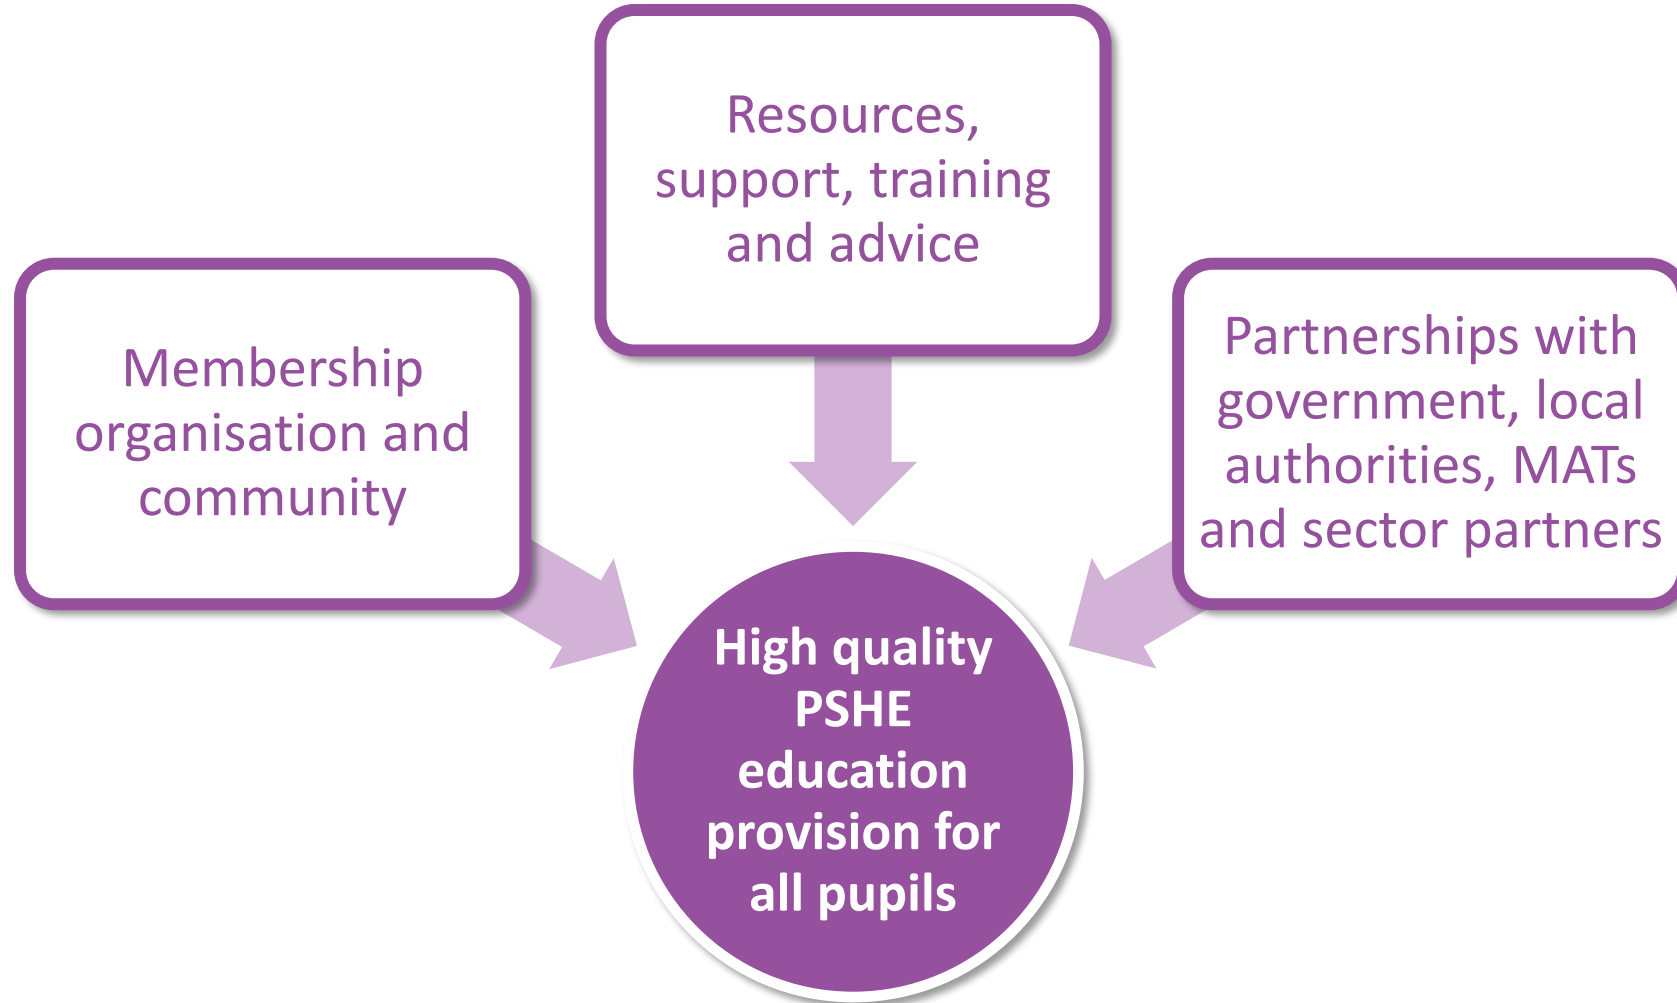 Resources,
support, training
and advice
Membership
organisation and
community
Partnerships with
government, local
authorities, MATs
and sector partners
High quality
PSHE
education
provision for
all pupils